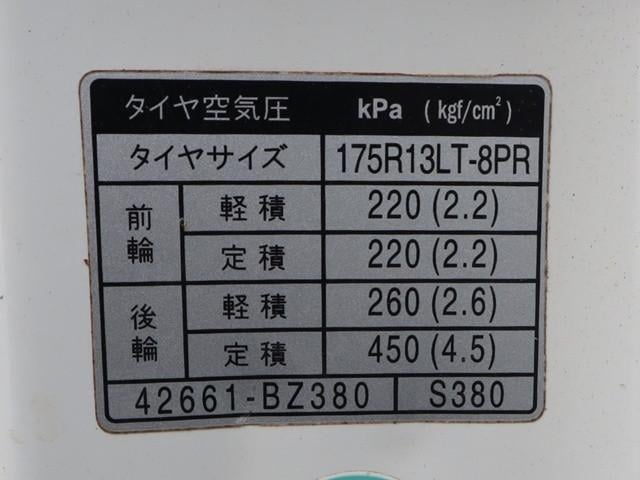 タイヤ空気圧 kPa (kgf/cm²)
タイヤサイズ 175R13LT-8PR
前輪 軽積 220 (2.2)
定積 220 (2.2)
後輪 軽積 260 (2.6)
定積 450 (4.5)
42661-BZ380 S380